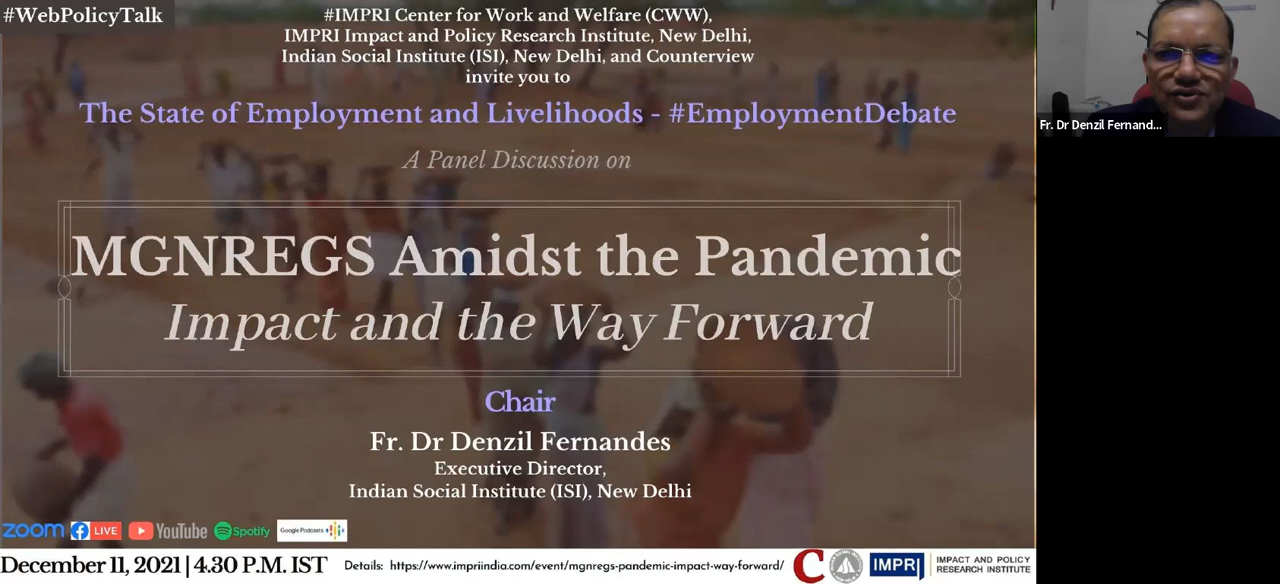 #WebPolicyTalk
#IMPRI Center for Work and Welfare (CWW),
IMPRI Impact and Policy Research Institute, New Delhi,
Indian Social Institute (ISI), New Delhi, and Counterview
invite you to
The State of Employment and Livelihoods - #EmploymentDebate
A Panel Discussion on
MGNREGS Amidst the Pandemic
Impact and the Way Forward
Chair
Fr. Dr Denzil Fernandes
Executive Director,
Indian Social Institute (ISI), New Delhi
zoom LIVE YouTube Spotify Google Podcasts
December 11, 2021 | 4.30 P.M. IST
Details: https://www.impriindia.com/event/mgnregs-pandemic-impact-way-forward/
C
IMPRI
IMPACT AND POLICY
RESEARCH INSTITUTE
Fr. Dr Denzil Fernand...